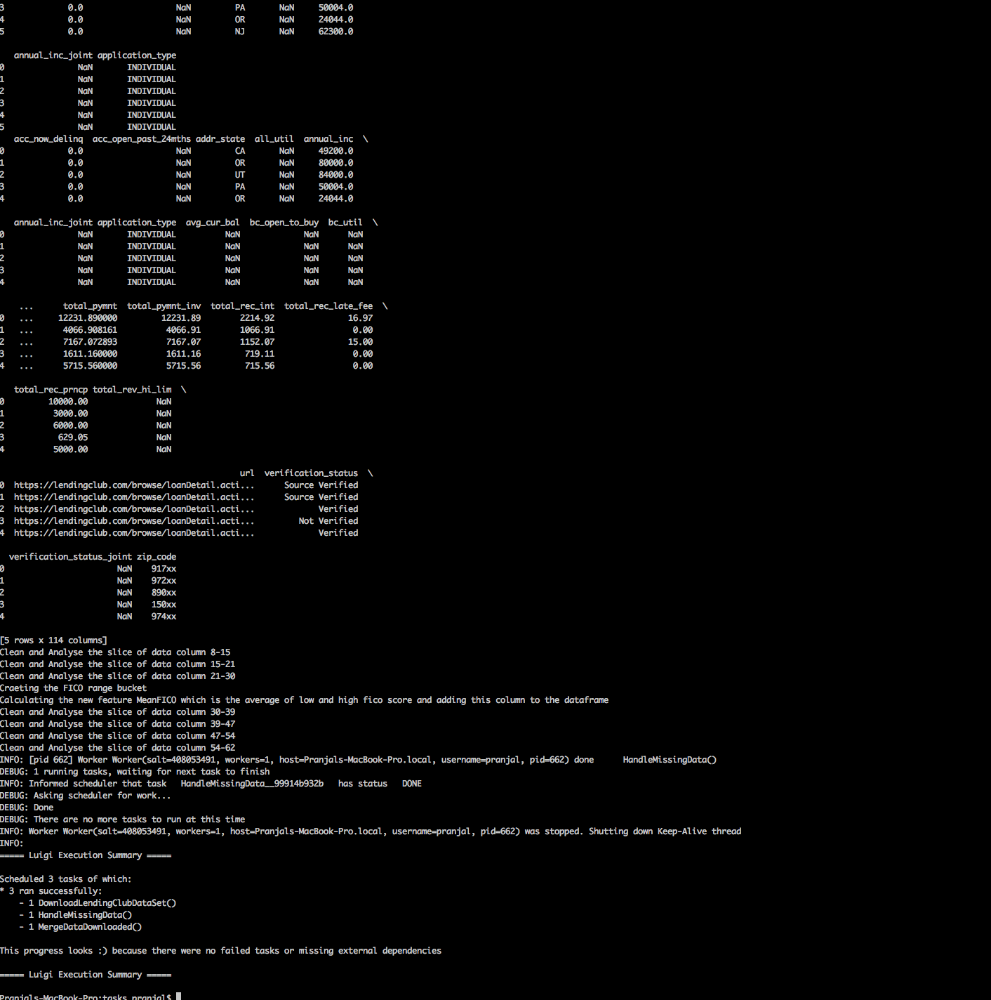 3             0.0                   NaN         PA       NaN     50004.0
4             0.0                   NaN         OR       NaN     24044.0
5             0.0                   NaN         NJ       NaN     62300.0
   annual_inc_joint application_type
0               NaN       INDIVIDUAL
1               NaN       INDIVIDUAL
2               NaN       INDIVIDUAL
3               NaN       INDIVIDUAL
4               NaN       INDIVIDUAL
5               NaN       INDIVIDUAL
   acc_now_delinq  acc_open_past_24mths addr_state  all_util  annual_inc  \
0             0.0                   NaN         CA       NaN     49200.0
1             0.0                   NaN         OR       NaN     80000.0
2             0.0                   NaN         UT       NaN     84000.0
3             0.0                   NaN         PA       NaN     50004.0
4             0.0                   NaN         OR       NaN     24044.0
   annual_inc_joint application_type  avg_cur_bal  bc_open_to_buy  bc_util  \
0               NaN       INDIVIDUAL          NaN             NaN      NaN
1               NaN       INDIVIDUAL          NaN             NaN      NaN
2               NaN       INDIVIDUAL          NaN             NaN      NaN
3               NaN       INDIVIDUAL          NaN             NaN      NaN
4               NaN       INDIVIDUAL          NaN             NaN      NaN
    ...      total_pymnt  total_pymnt_inv  total_rec_int  total_rec_late_fee  \
0   ...     12231.890000         12231.89        2214.92               16.97
1   ...      4066.908161          4066.91        1066.91                0.00
2   ...      7167.072893          7167.07        1152.07               15.00
3   ...      1611.160000          1611.16         719.11                0.00
4   ...      5715.560000          5715.56         715.56                0.00
   total_rec_prncp total_rev_hi_lim  \
0         10000.00              NaN
1          3000.00              NaN
2          6000.00              NaN
3           629.05              NaN
4          5000.00              NaN
                                                 url  verification_status  \
0  https://lendingclub.com/browse/loanDetail.acti...      Source Verified
1  https://lendingclub.com/browse/loanDetail.acti...      Source Verified
2  https://lendingclub.com/browse/loanDetail.acti...             Verified
3  https://lendingclub.com/browse/loanDetail.acti...         Not Verified
4  https://lendingclub.com/browse/loanDetail.acti...             Verified
  verification_status_joint zip_code
0                       NaN    917xx
1                       NaN    972xx
2                       NaN    890xx
3                       NaN    150xx
4                       NaN    974xx
[5 rows x 114 columns]
Clean and Analyse the slice of data column 8-15
Clean and Analyse the slice of data column 15-21
Clean and Analyse the slice of data column 21-30
Craeting the FICO range bucket
Calculating the new feature MeanFICO which is the average of low and high fico score and adding this column to the dataframe
Clean and Analyse the slice of data column 30-39
Clean and Analyse the slice of data column 39-47
Clean and Analyse the slice of data column 47-54
Clean and Analyse the slice of data column 54-62
INFO: [pid 662] Worker Worker(salt=408053491, workers=1, host=Pranjals-MacBook-Pro.local, username=pranjal, pid=662) done      HandleMissingData()
DEBUG: 1 running tasks, waiting for next task to finish
INFO: Informed scheduler that task   HandleMissingData__99914b932b   has status   DONE
DEBUG: Asking scheduler for work...
DEBUG: Done
DEBUG: There are no more tasks to run at this time
INFO: Worker Worker(salt=408053491, workers=1, host=Pranjals-MacBook-Pro.local, username=pranjal, pid=662) was stopped. Shutting down Keep-Alive thread
INFO:
===== Luigi Execution Summary =====
Scheduled 3 tasks of which:
* 3 ran successfully:
    - 1 DownloadLendingClubDataSet()
    - 1 HandleMissingData()
    - 1 MergeDataDownloaded()
This progress looks :) because there were no failed tasks or missing external dependencies
===== Luigi Execution Summary =====
Pranjals-MacBook-Pro:tasks pranjal$